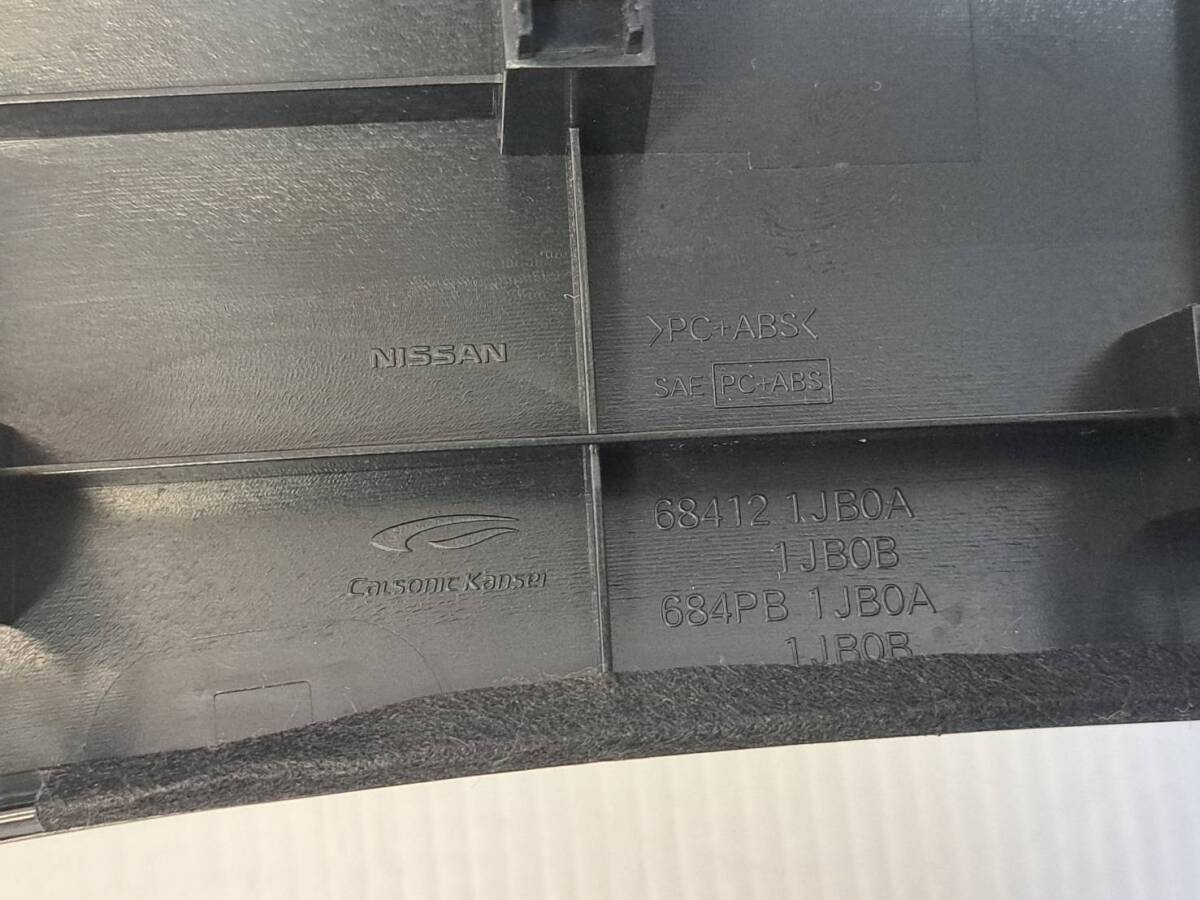 NISSAN
>PC+ABS<
SAE PC+ABS
Calsonic Kansei
68412 1JB0A
1JB0B
684PB 1JB0A
1JB0B